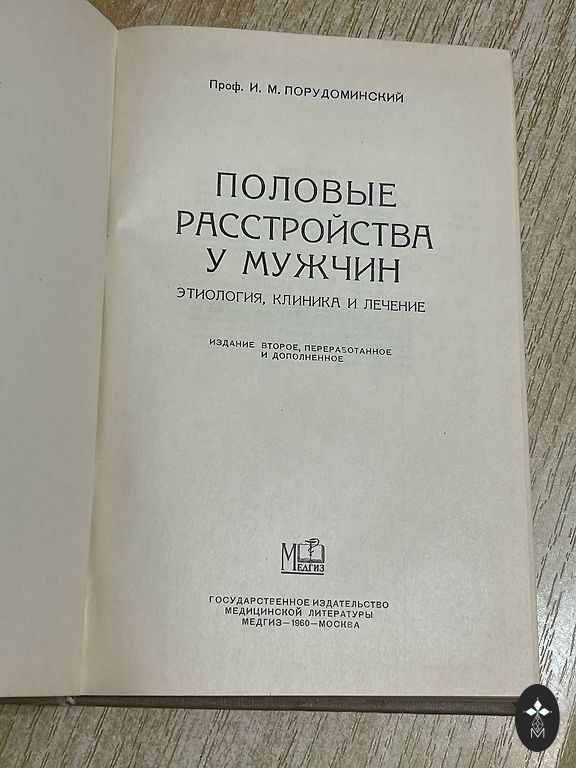 Проф. И. М. ПОРУДОМИНСКИЙ
ПОЛОВЫЕ
РАССТРОЙСТВА
У МУЖЧИН
ЭТИОЛОГИЯ, КЛИНИКА И ЛЕЧЕНИЕ
ИЗДАНИЕ ВТОРОЕ, ПЕРЕРАБОТАННОЕ
И ДОПОЛНЕННОЕ
МЕДГИЗ
ГОСУДАРСТВЕННОЕ ИЗДАТЕЛЬСТВО
МЕДИЦИНСКОЙ ЛИТЕРАТУРЫ
МЕДГИЗ—1960—МОСКВА
М